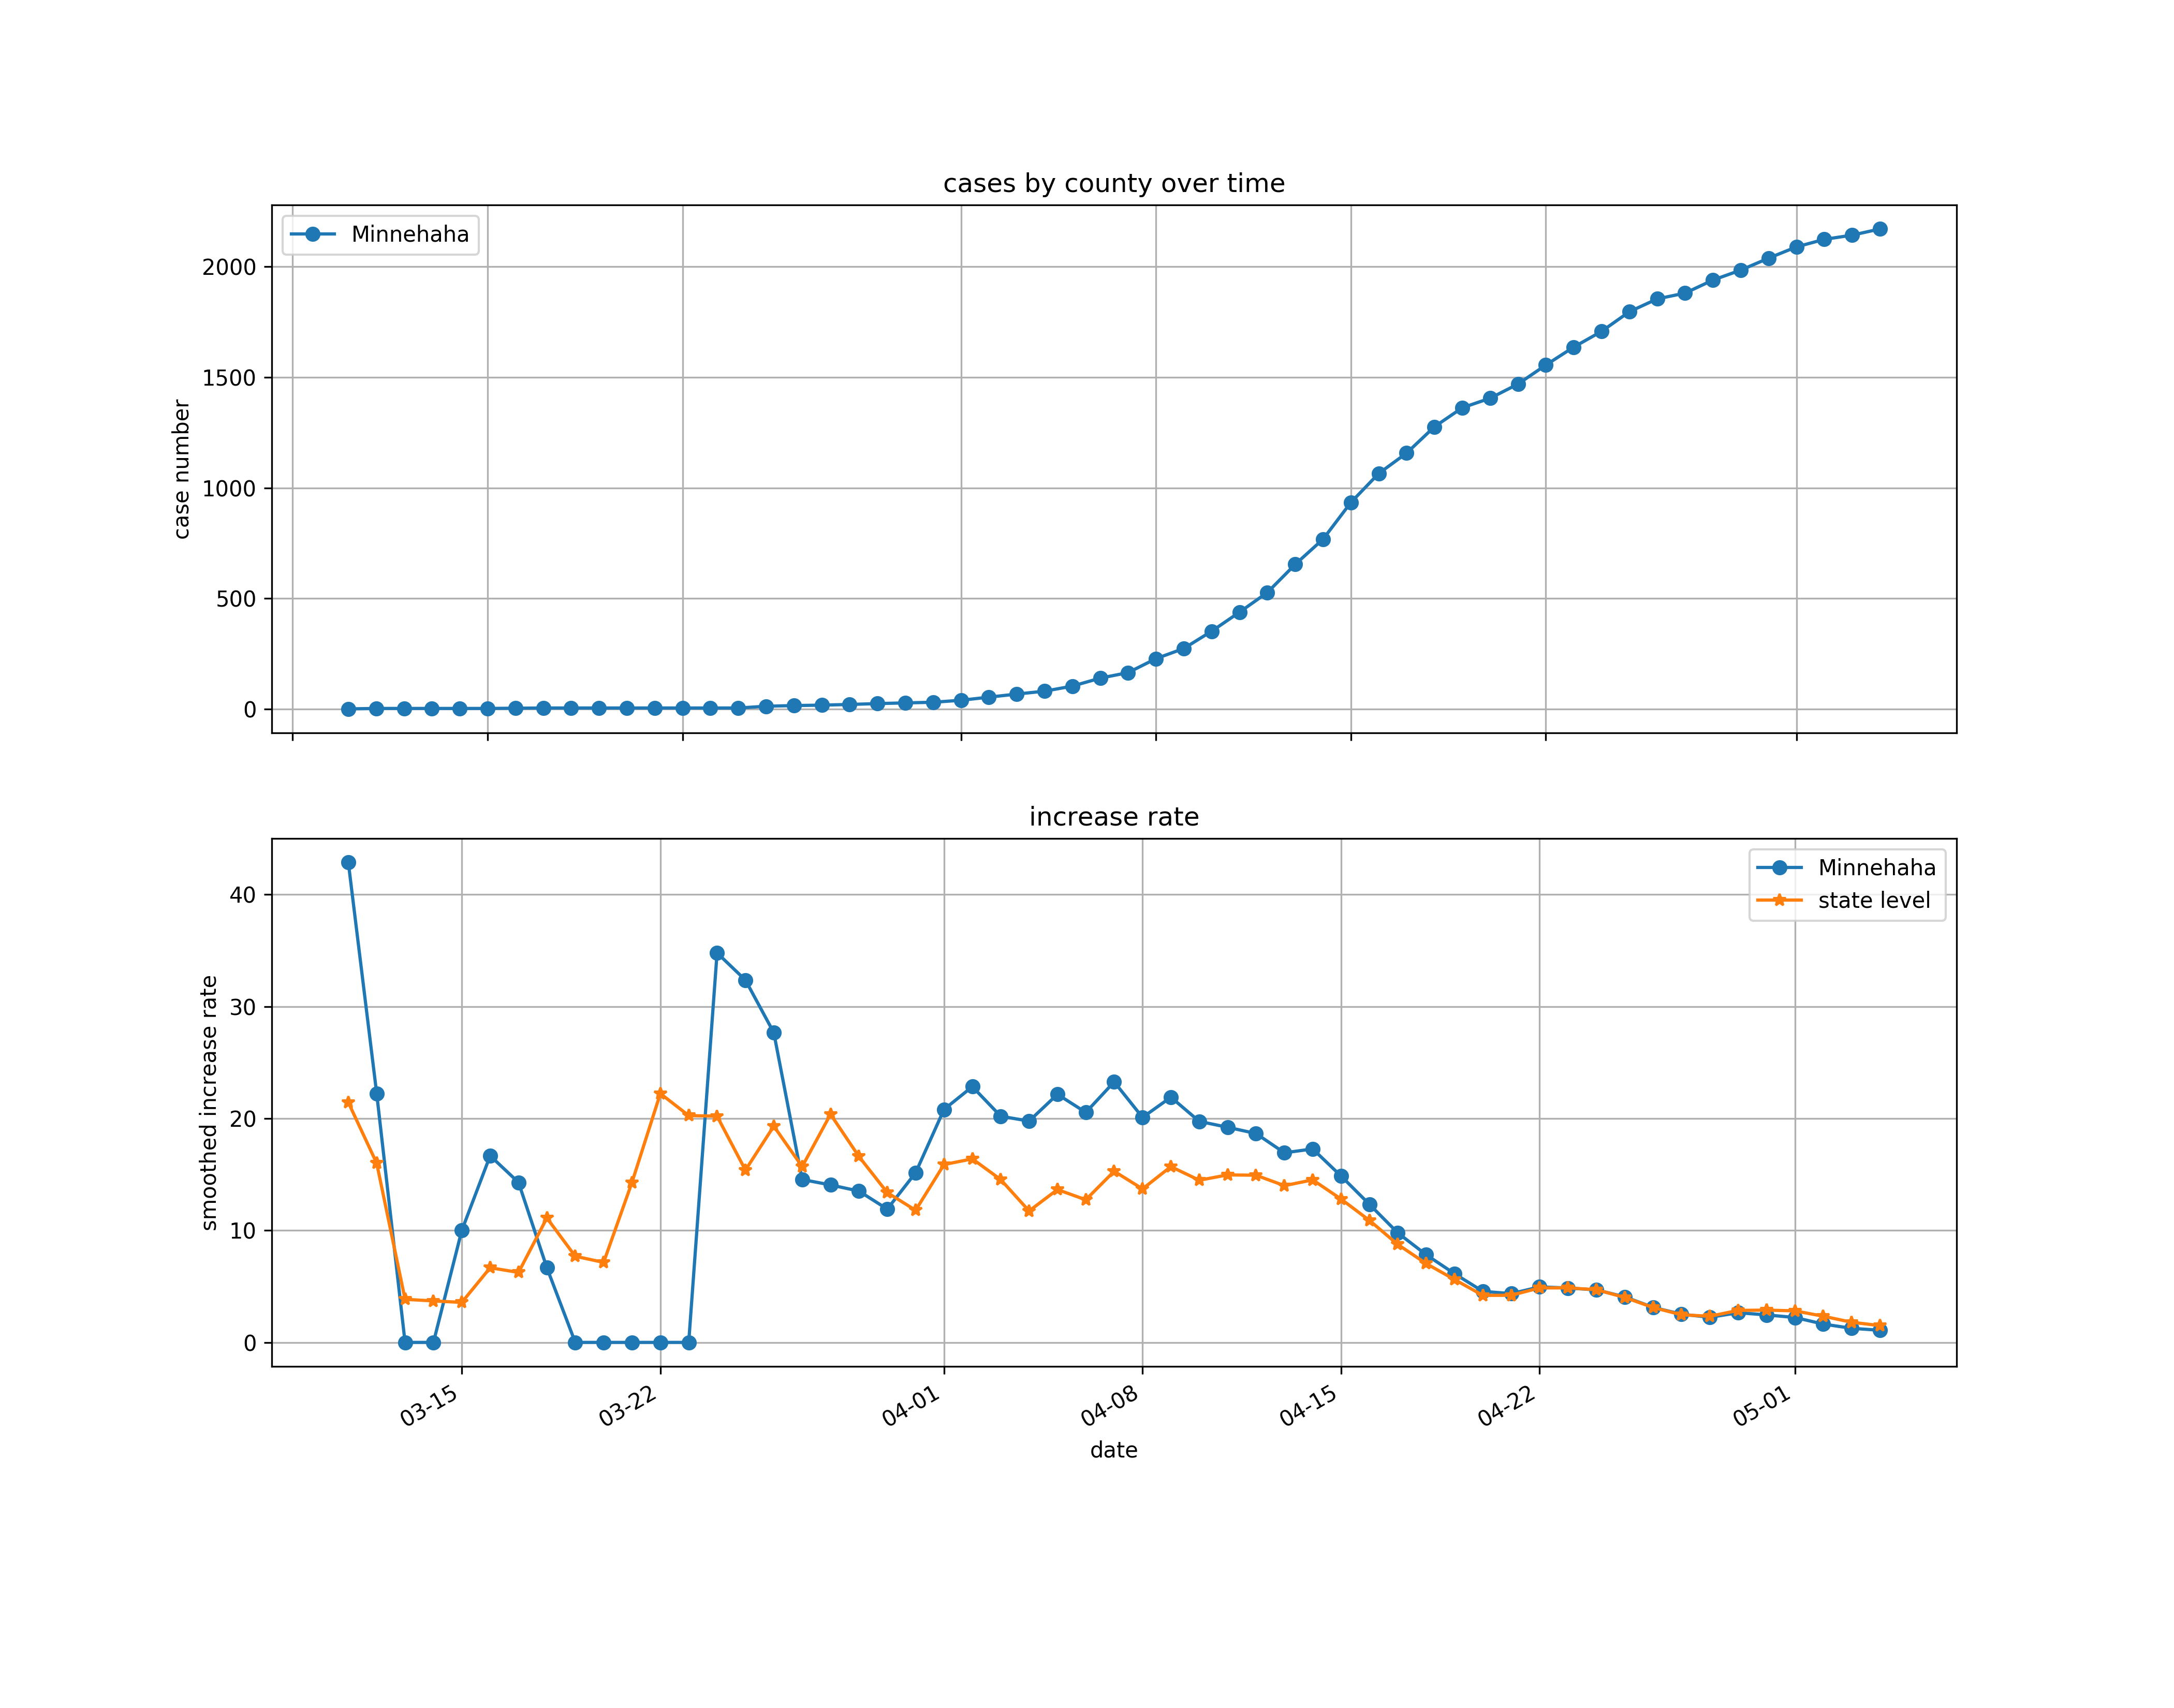 cases by county over time
Minnehaha
2000
1500
1000
500
0
case number
increase rate
Minnehaha
state level
40
30
20
10
0
smoothed increase rate
03-15
03-22
04-01
04-08
04-15
04-22
05-01
date